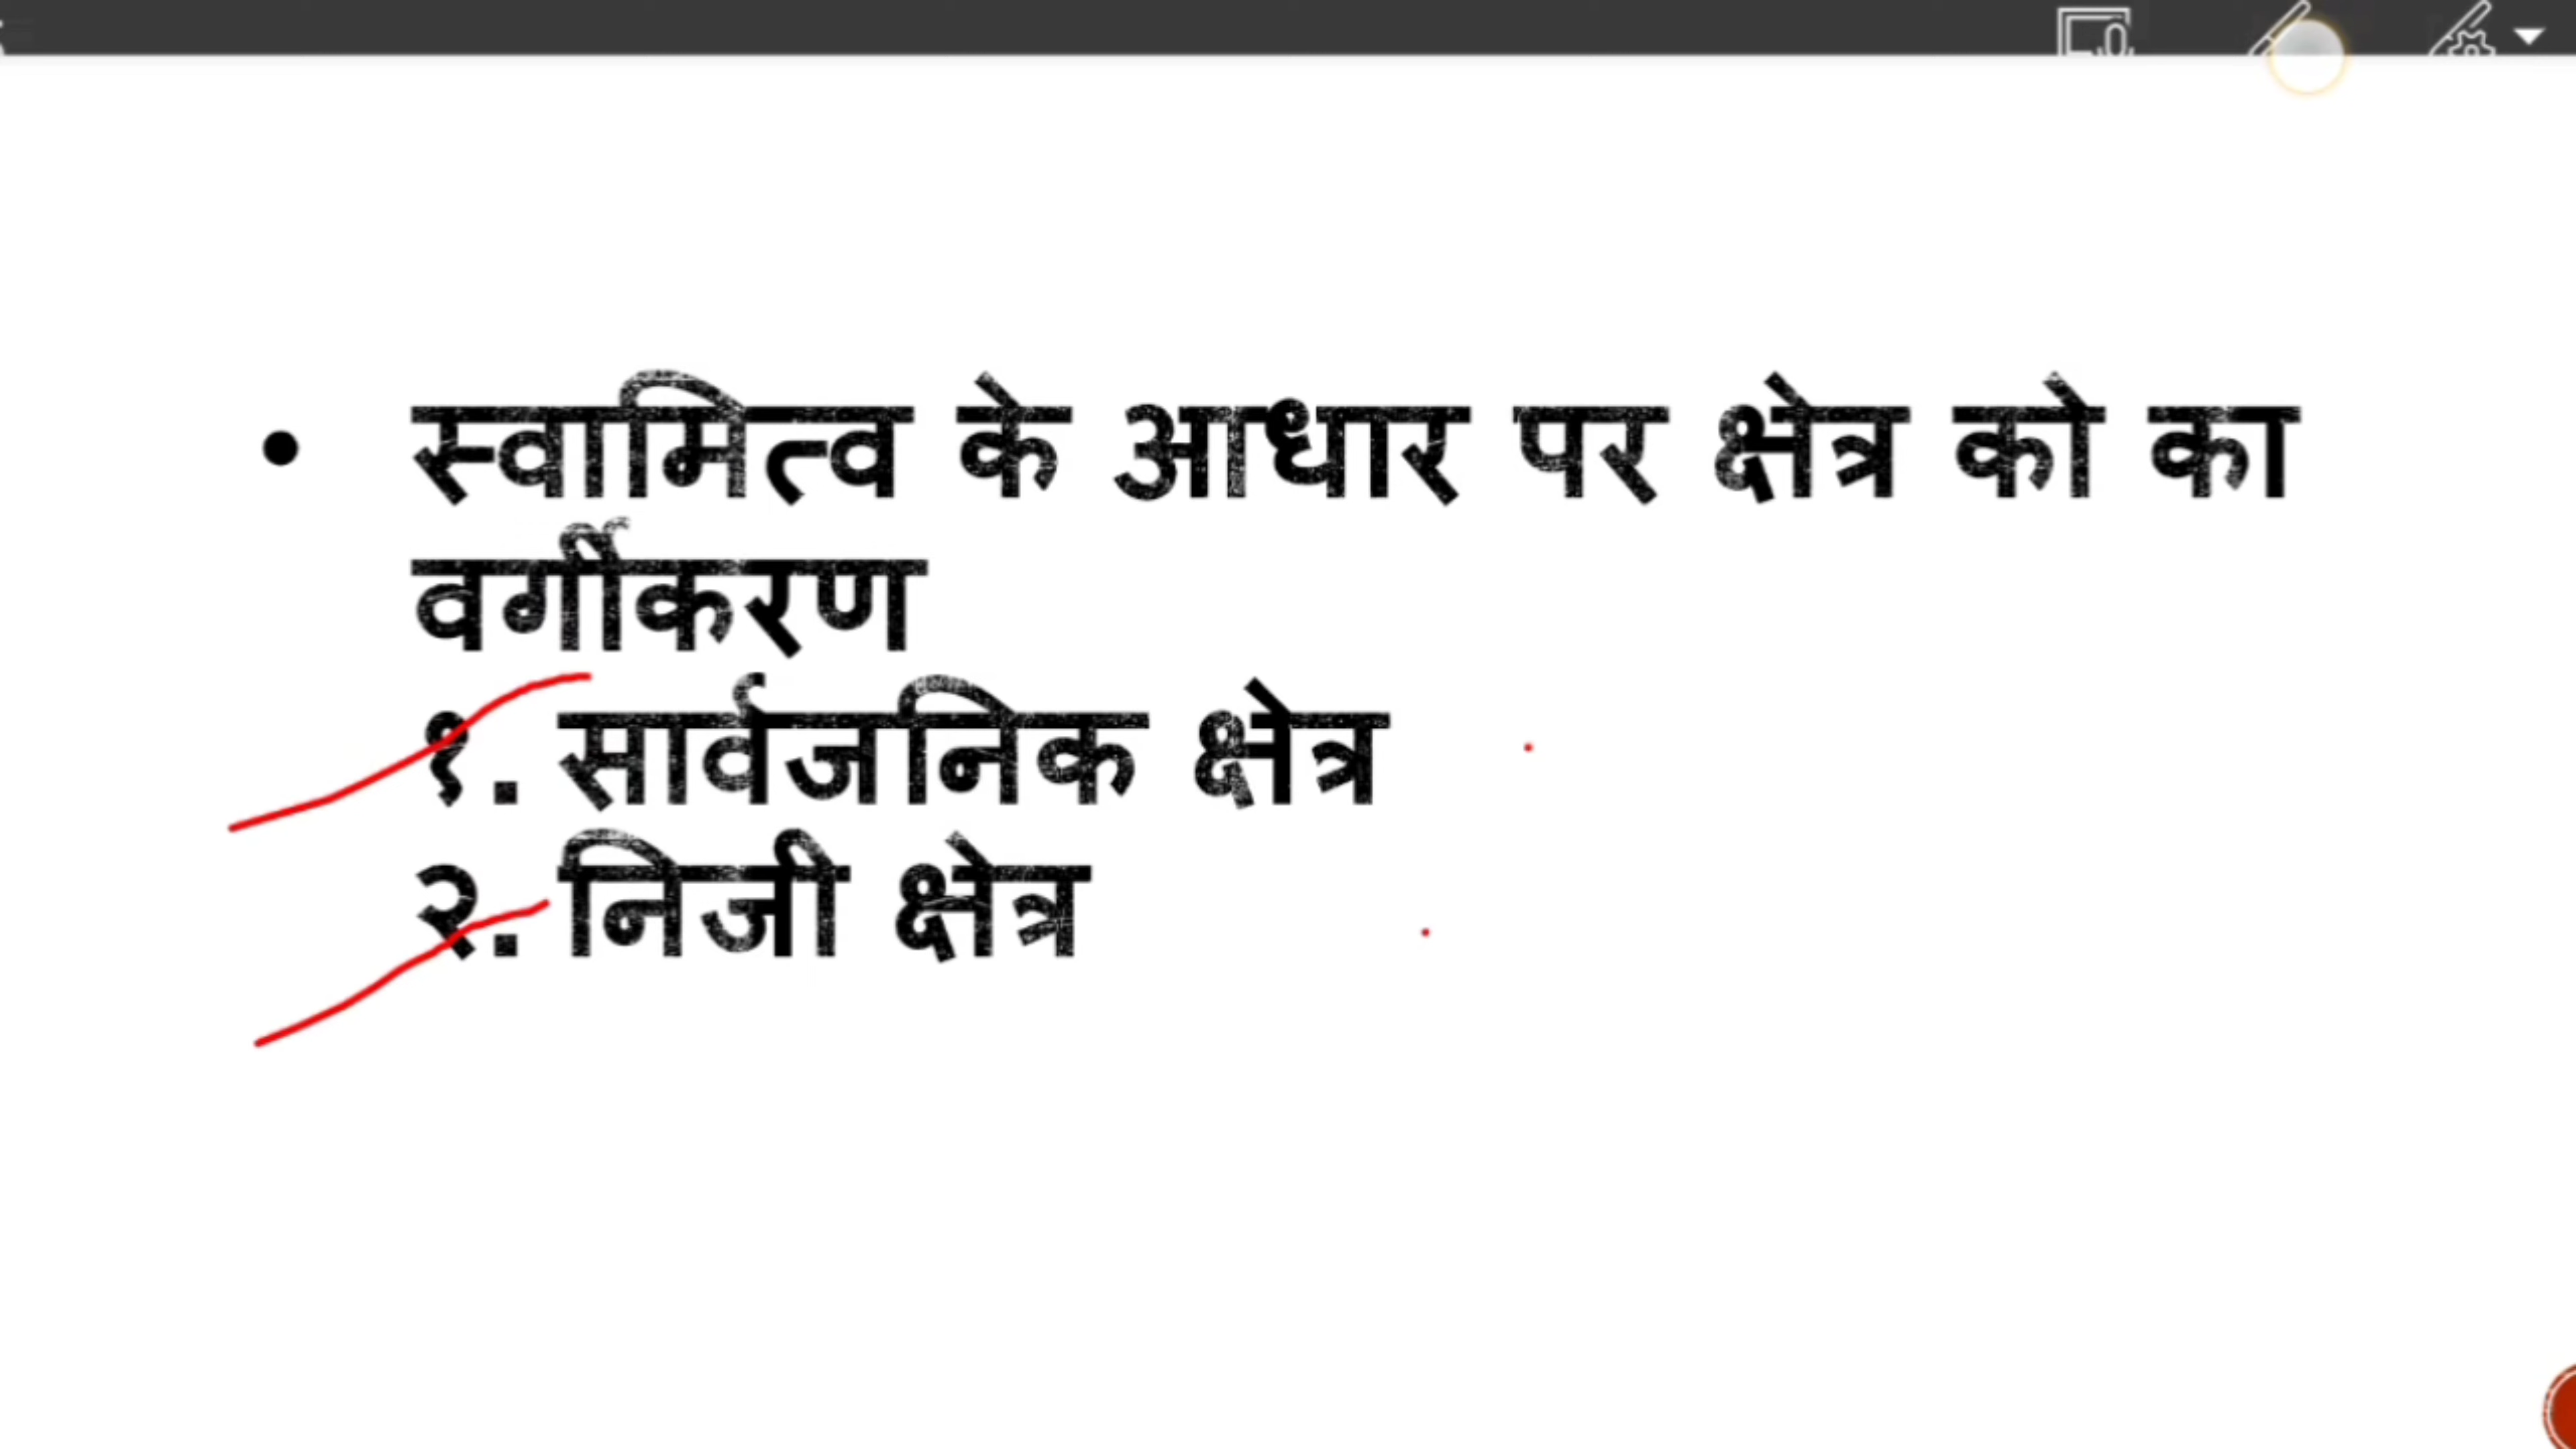 • स्वामित्व के आधार पर क्षेत्र को का
वर्गीकरण
१. सार्वजनिक क्षेत्र
२. निजी क्षेत्र